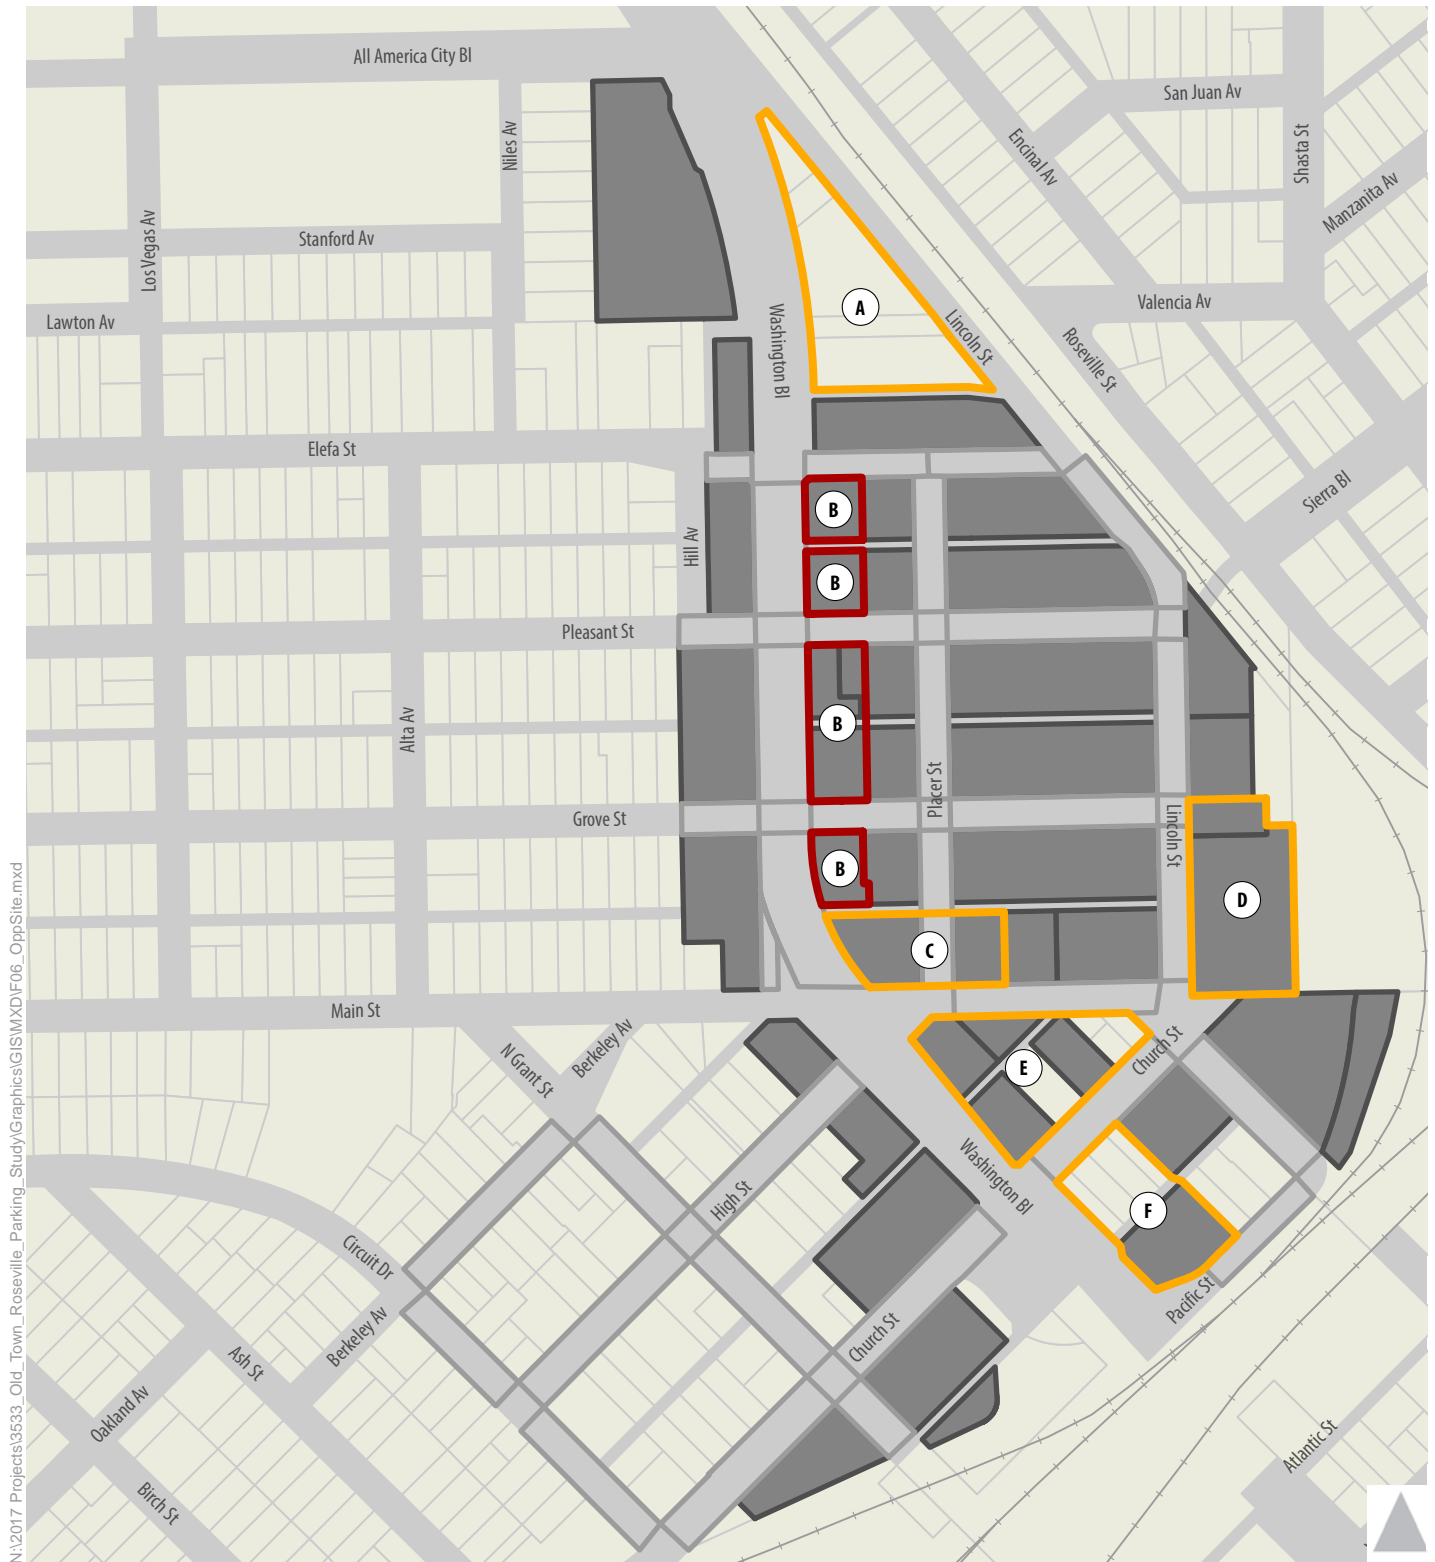 All America City Bl
San Juan Av
Encinal Av
Shasta St
Niles Av
Manzanita Av
Los Vegas Av
Stanford Av
Valencia Av
A
Lawton Av
Washington Bl
Lincoln St
Roseville St
Elefa St
Sierra Bl
B
Hill Av
B
Pleasant St
Alta Av
B
Placer St
Grove St
Lincoln St
B
D
C
Main St
N Grant St
Berkeley Av
Church St
E
Washington Bl
High St
F
Circuit Dr
Pacific St
Berkeley Av
Church St
Ash St
Oakland Av
Atlantic St
Birch St
N:\2017 Projects\3533_Old_Town_Roseville_Parking_Study\Graphics\GIS\MXD\F06_OppSite.mxd